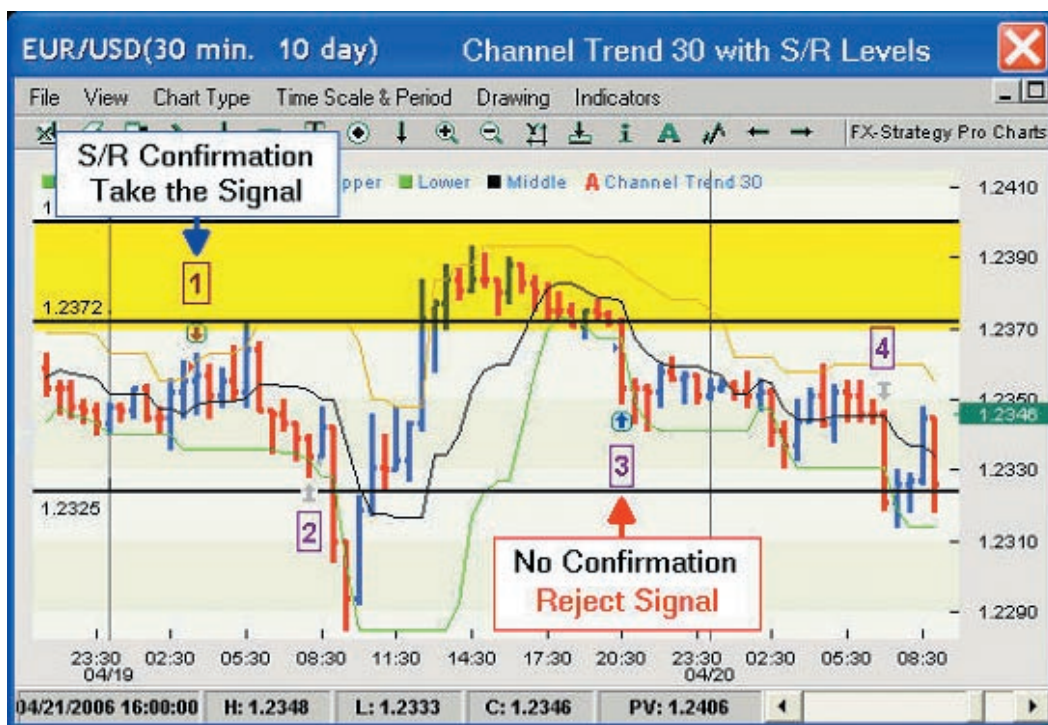 EUR/USD(30 min. 10 day) Channel Trend 30 with S/R Levels
File View Chart Type Time Scale & Period Drawing Indicators
FX-Strategy Pro Charts
S/R Confirmation
Take the Signal
pper Lower Middle A Channel Trend 30
1
1.2410
1.2390
1
1.2372
1.2370
4
1.2350
1.2346
3
1.2330
1.2325
2
1.2310
No Confirmation
Reject Signal
1.2290
23:30 02:30 05:30 08:30 11:30 14:30 17:30 20:30 23:30 02:30 05:30 08:30
04/19 04/20
04/21/2006 16:00:00 H: 1.2348 L: 1.2333 C: 1.2346 PV: 1.2406